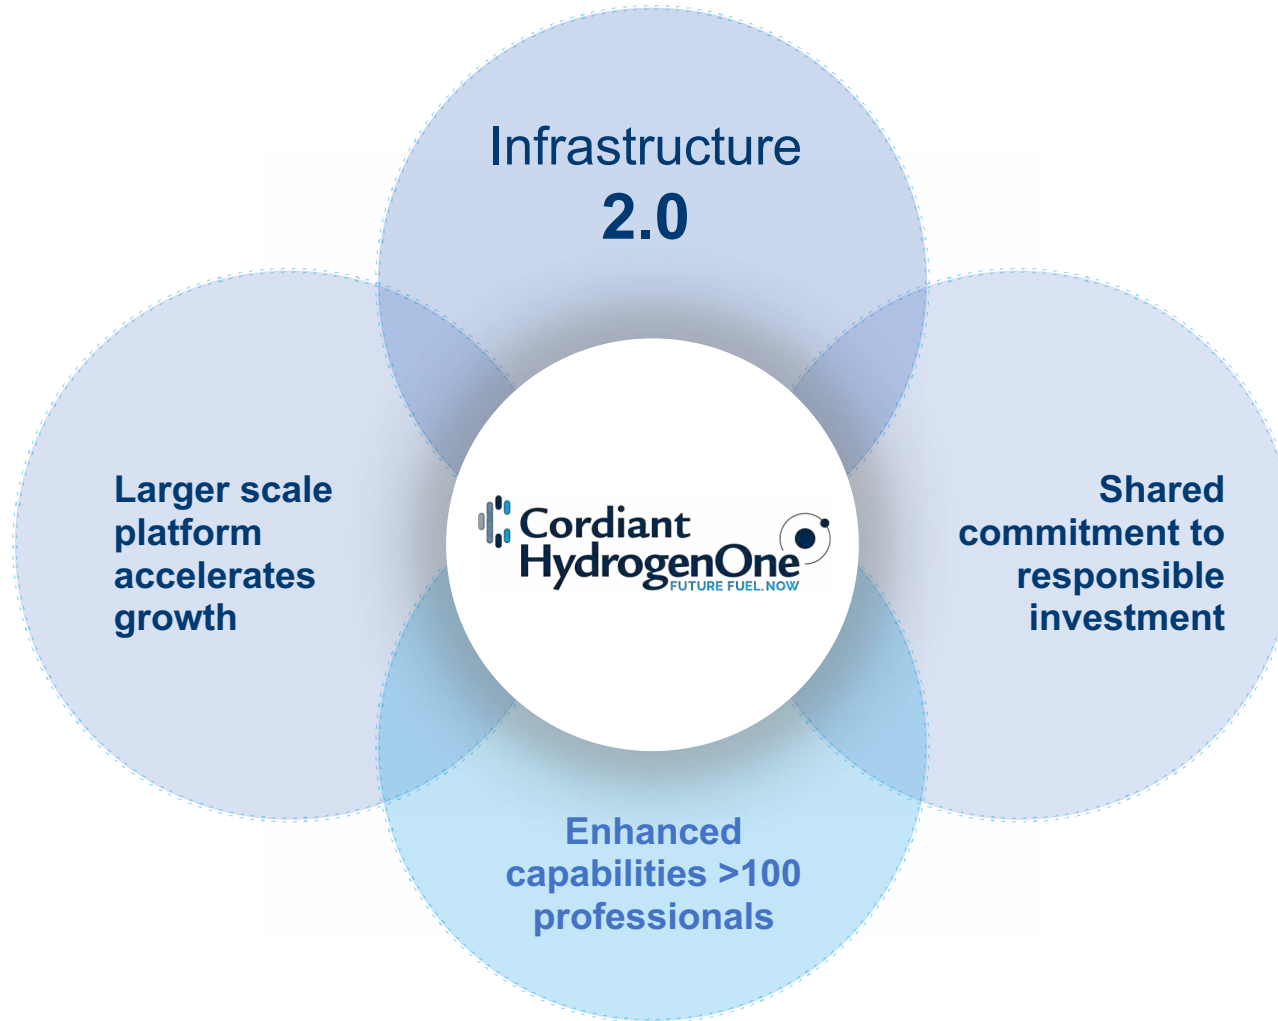 Infrastructure
2.0
Larger scale
platform
accelerates
growth
Cordiant
HydrogenOne
FUTURE FUEL.NOW
Shared
commitment to
responsible
investment
Enhanced
capabilities >100
professionals